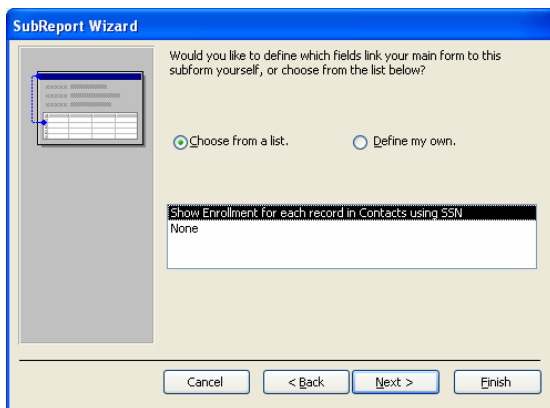 SubReport Wizard
Would you like to define which fields link your main form to this
subform yourself, or choose from the list below?
Choose from a list.
Define my own.
Show Enrollment for each record in Contacts using SSN
None
Cancel
< Back
Next >
Finish